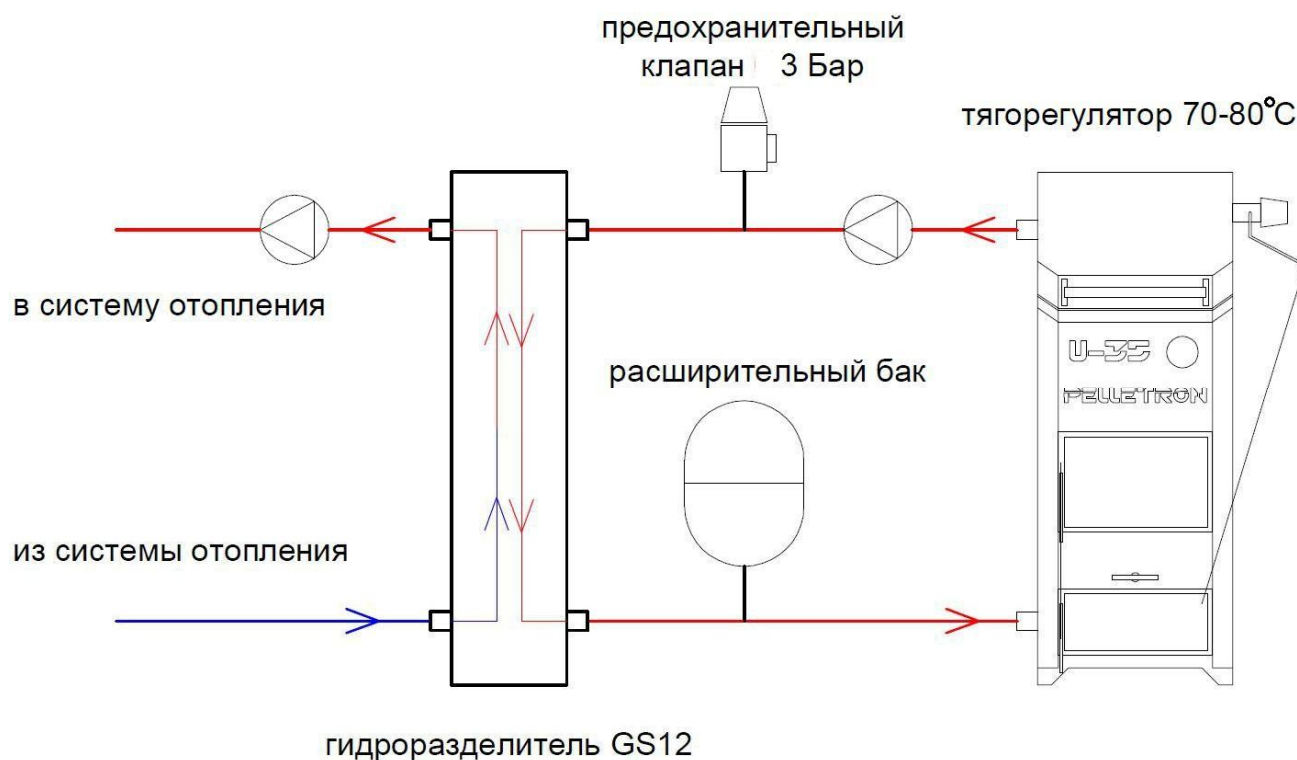 предохранительный
клапан 3 Бар
тягорегулятор 70-80°C
в систему отопления
U-35
PELLETRON
расширительный бак
из системы отопления
гидроразделитель GS12